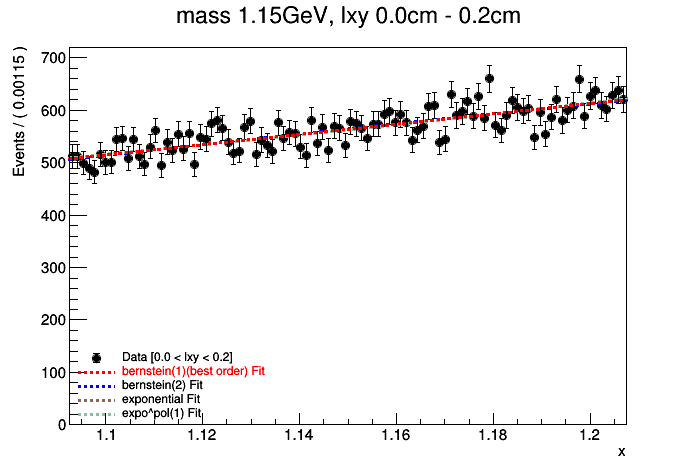 mass 1.15GeV, lxy 0.0cm - 0.2cm
Events / ( 0.00115 )
700
600
500
400
300
200
100
0
Data [0.0 < lxy < 0.2]
bernstein(1)(best order) Fit
bernstein(2) Fit
exponential Fit
expo^pol(1) Fit
1.1 1.12 1.14 1.16 1.18 1.2
x